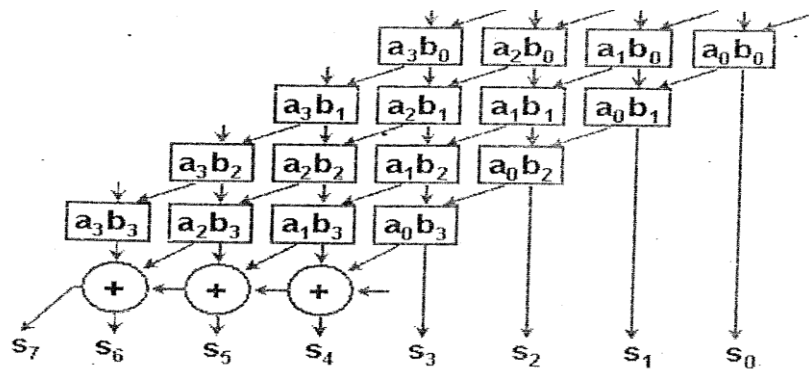 a₃b₀ a₂b₀ a₁b₀ a₀b₀
a₃b₁ a₂b₁ a₁b₁ a₀b₁
a₃b₂ a₂b₂ a₁b₂ a₀b₂
a₃b₃ a₂b₃ a₁b₃ a₀b₃
+ + +
s₇ s₆ s₅ s₄ s₃ s₂ s₁ s₀